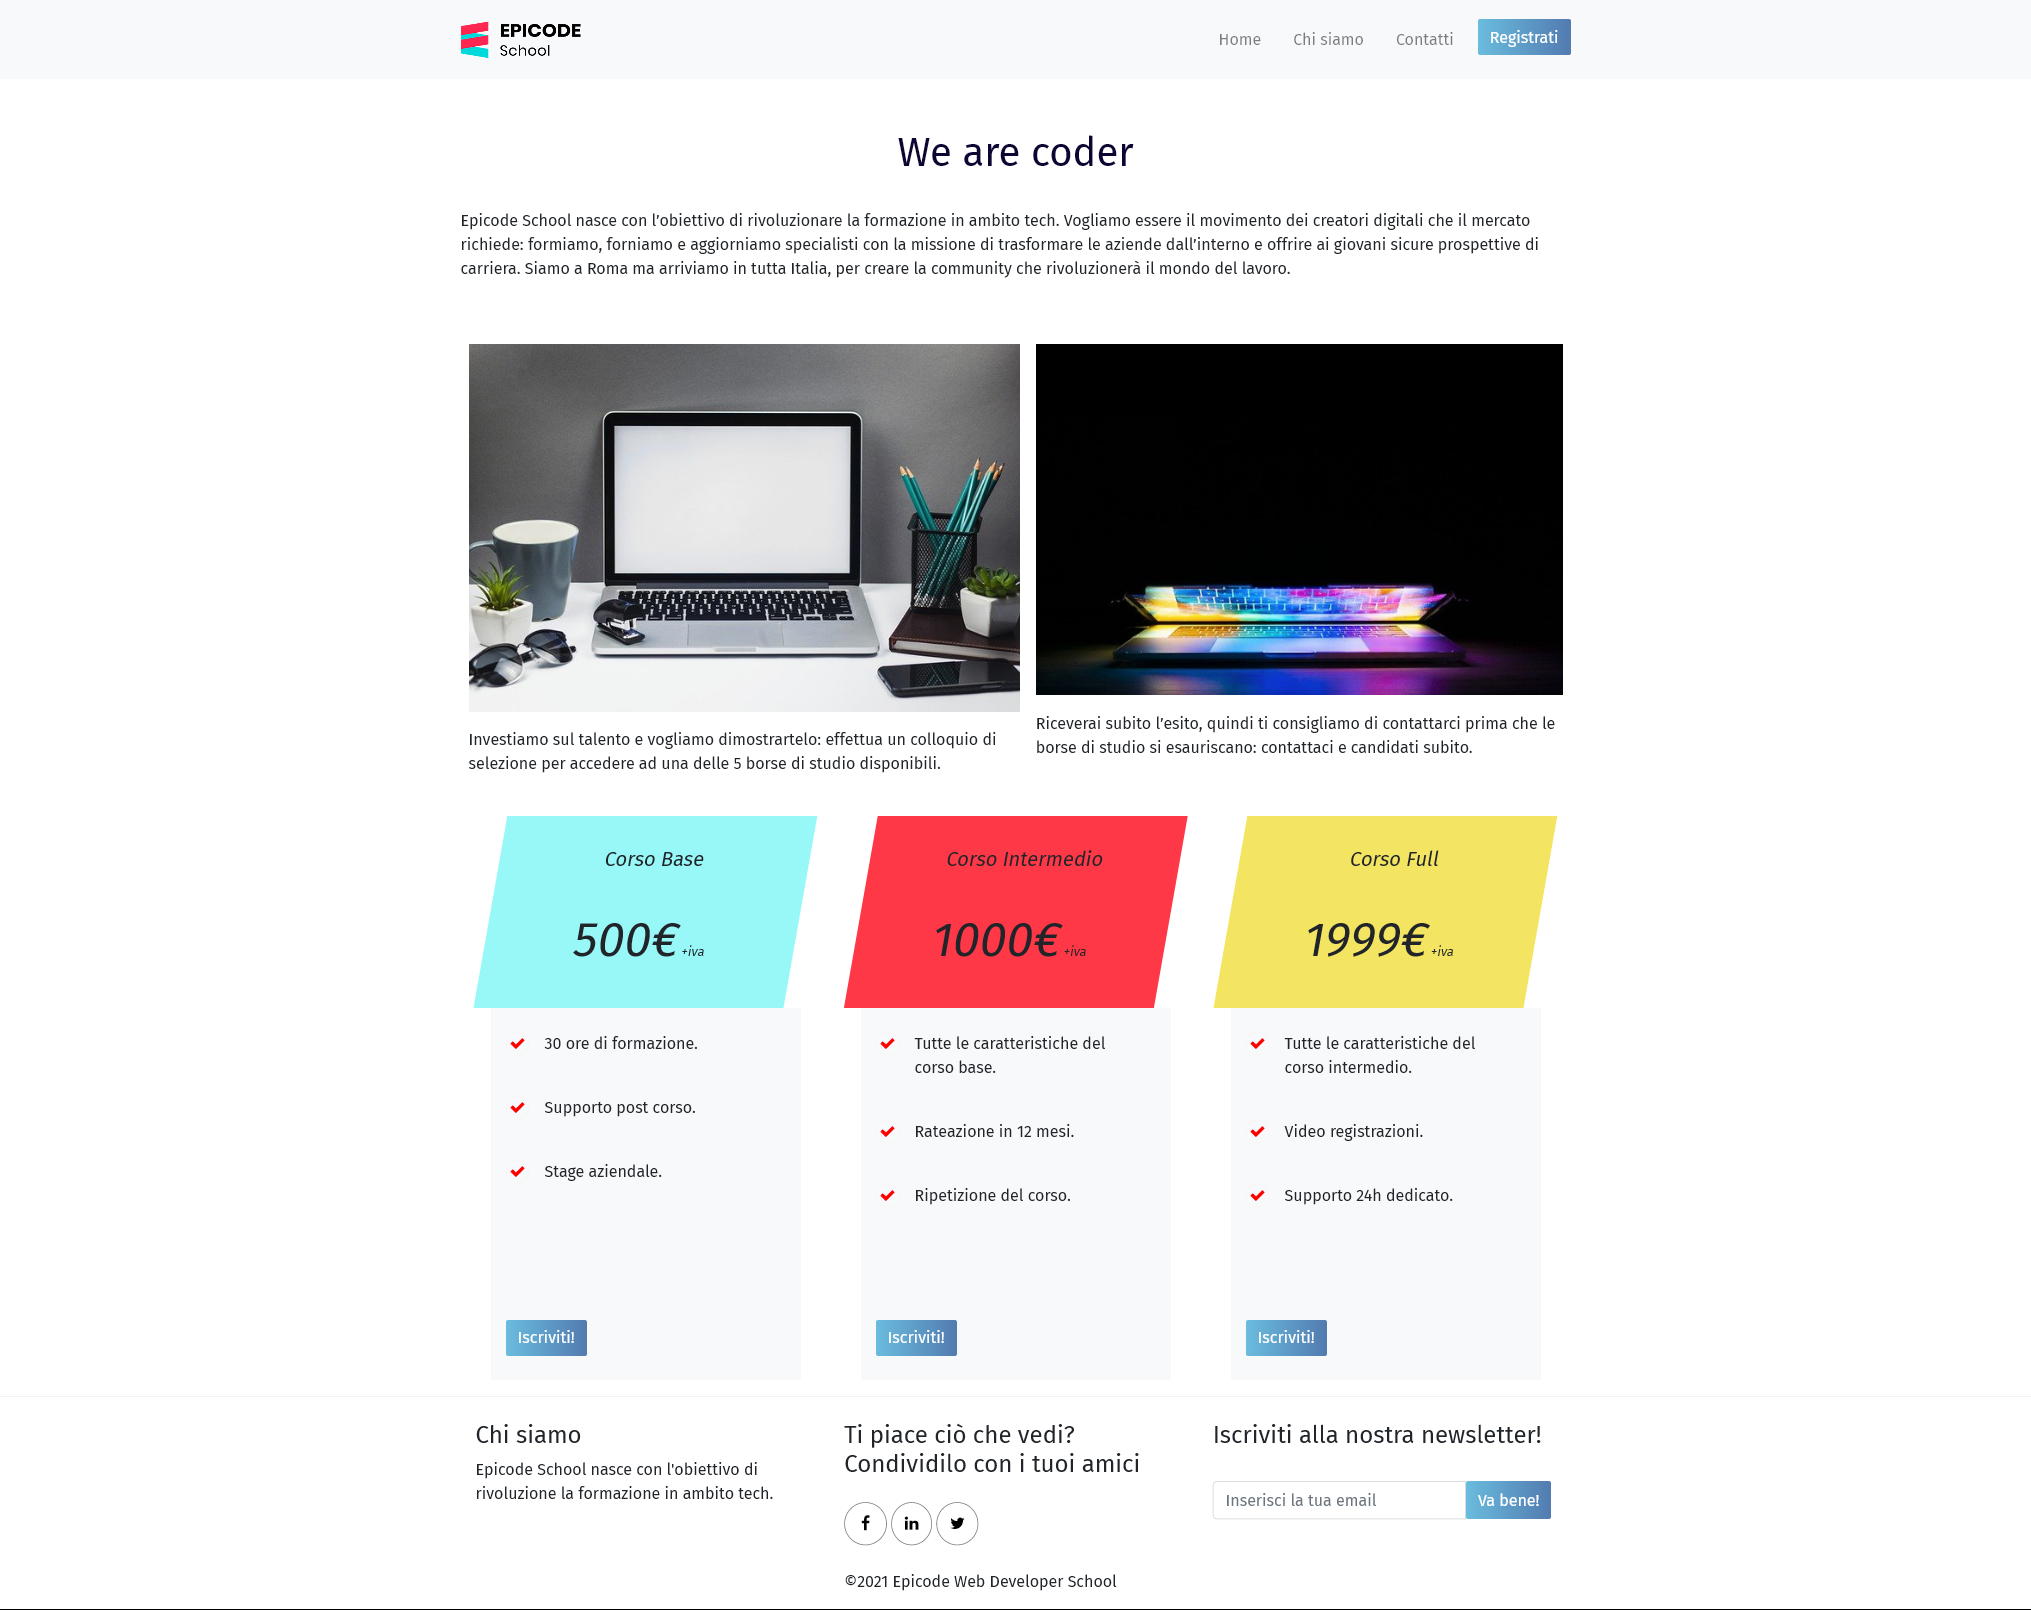 EPICODE
School
Home
Chi siamo
Contatti
Registrati
We are coder
Epicode School nasce con l’obiettivo di rivoluzionare la formazione in ambito tech. Vogliamo essere il movimento dei creatori digitali che il mercato
richiede: formiamo, forniamo e aggiorniamo specialisti con la missione di trasformare le aziende dall’interno e offrire ai giovani sicure prospettive di
carriera. Siamo a Roma ma arriviamo in tutta Italia, per creare la community che rivoluzionerà il mondo del lavoro.
Investiamo sul talento e vogliamo dimostrartelo: effettua un colloquio di
selezione per accedere ad una delle 5 borse di studio disponibili.
Riceverai subito l’esito, quindi ti consigliamo di contattarci prima che le
borse di studio si esauriscano: contattaci e candidati subito.
Corso Base
500€ +iva
30 ore di formazione.
Supporto post corso.
Stage aziendale.
Iscriviti!
Corso Intermedio
1000€ +iva
Tutte le caratteristiche del
corso base.
Rateazione in 12 mesi.
Ripetizione del corso.
Iscriviti!
Corso Full
1999€ +iva
Tutte le caratteristiche del
corso intermedio.
Video registrazioni.
Supporto 24h dedicato.
Iscriviti!
Chi siamo
Epicode School nasce con l'obiettivo di
rivoluzione la formazione in ambito tech.
Ti piace ciò che vedi?
Condividilo con i tuoi amici
©2021 Epicode Web Developer School
Iscriviti alla nostra newsletter!
Inserisci la tua email
Va bene!